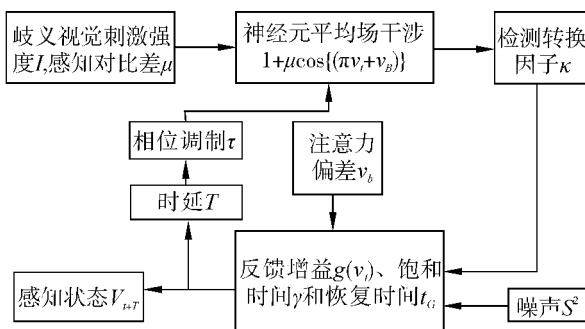 歧义视觉刺激强
度I,感知对比差μ
神经元平均场干涉
1+μcos{(πv_t+v_B)}
检测转换
因子κ
相位调制τ
注意力
偏差v_b
时延T
反馈增益g(v_t)、饱和
时间γ和恢复时间t_G
感知状态V_{t+T}
噪声S²